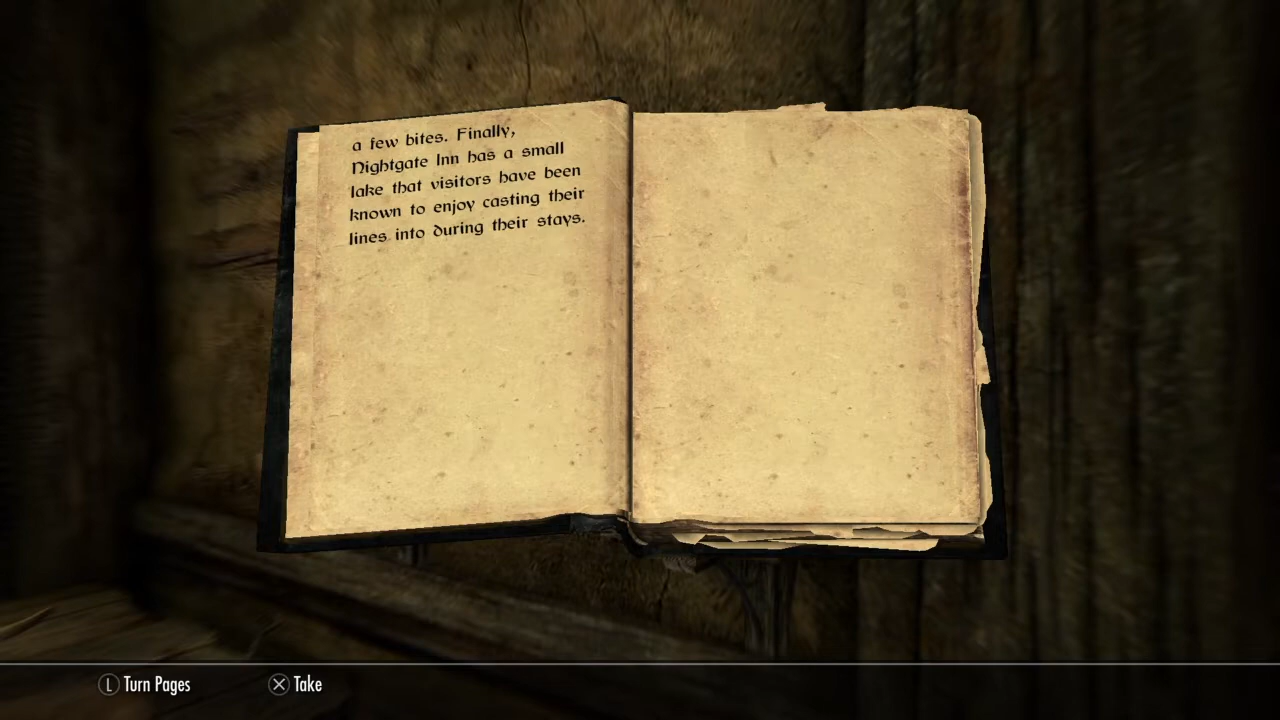 a few bites. Finally,
Nightgate Inn has a small
lake that visitors have been
known to enjoy casting their
lines into during their stays.
L Turn Pages
X Take